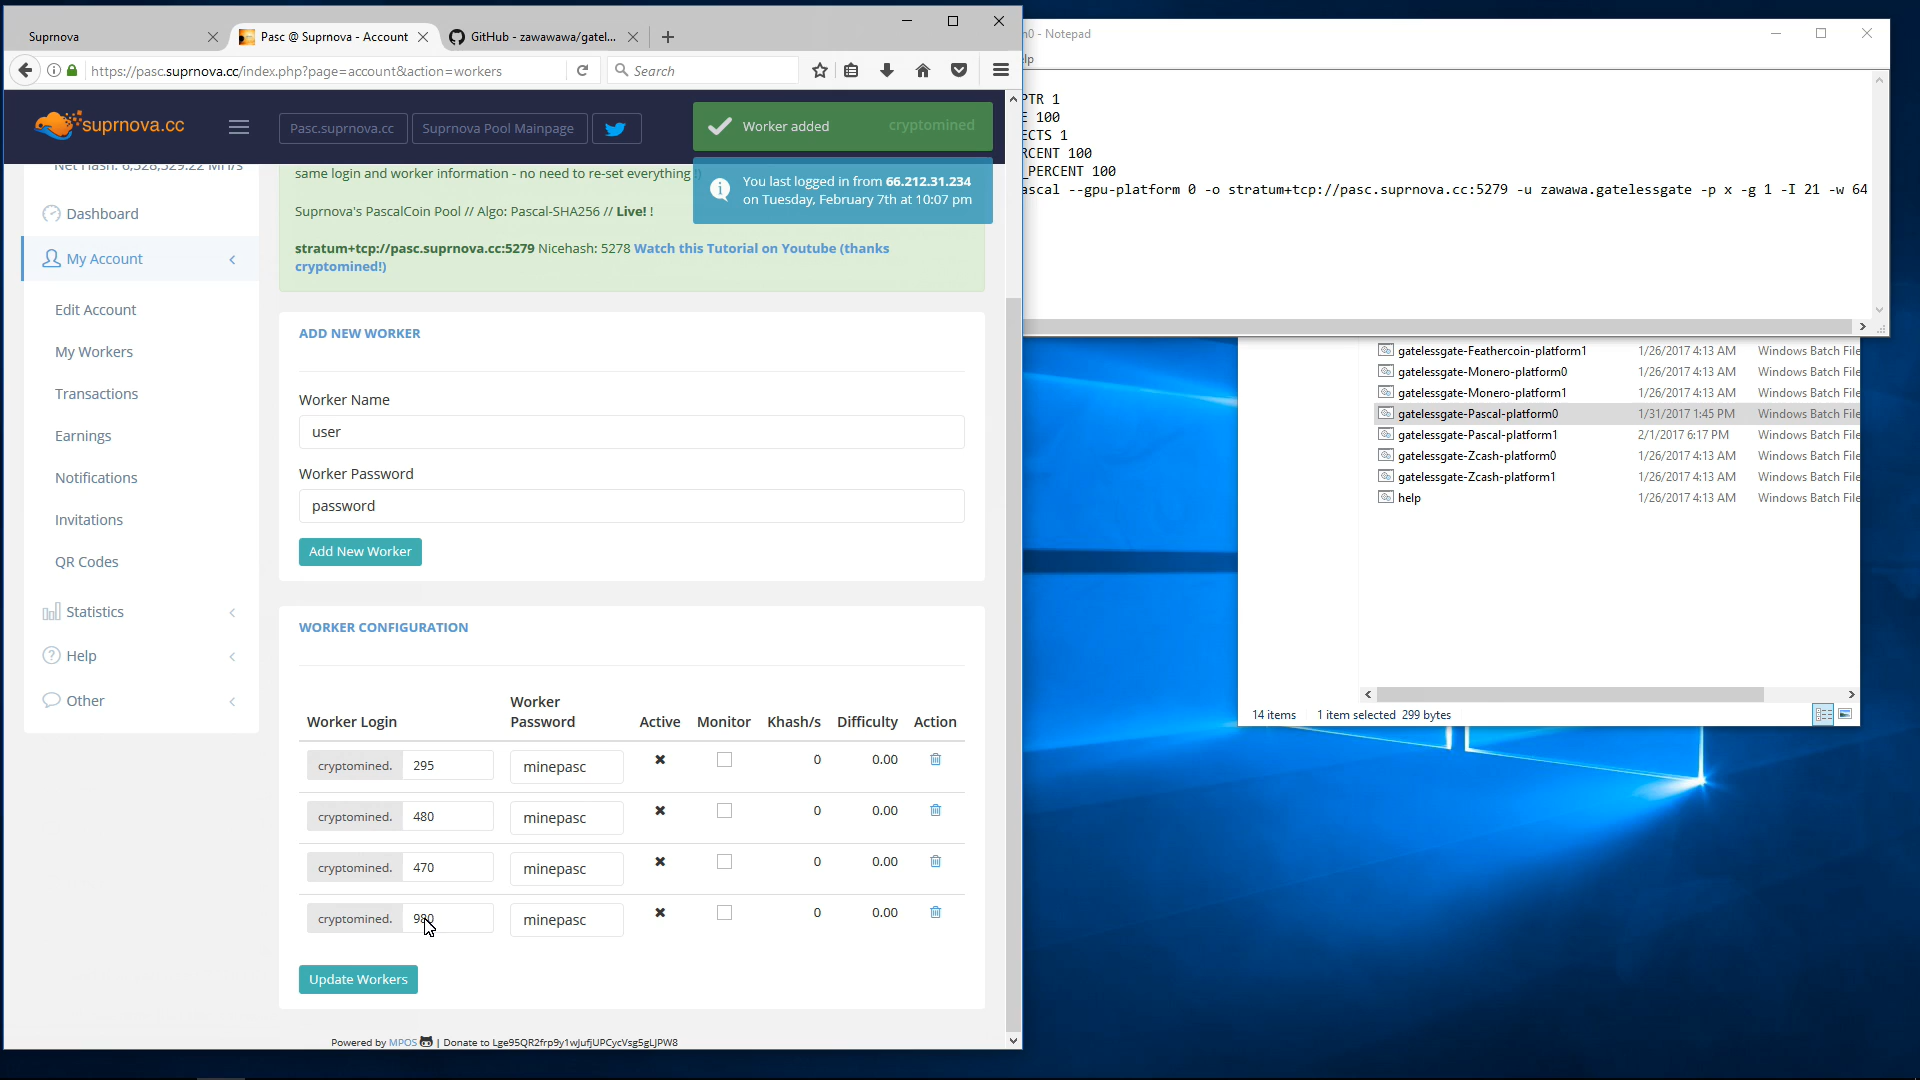 Suprnova
Pasc @ Suprnova - Account
GitHub - zawawawa/gatel...
https://pasc.suprnova.cc/index.php?page=account&action=workers
Search
suprnova.cc
Pasc.suprnova.cc
Suprnova Pool Mainpage
Worker added
cryptomined
You last logged in from 66.212.31.234
on Tuesday, February 7th at 10:07 pm
Dashboard
My Account
Edit Account
My Workers
Transactions
Earnings
Notifications
Invitations
QR Codes
Statistics
Help
Other
same login and worker information - no need to re-set everything !)
Suprnova's PascalCoin Pool // Algo: Pascal-SHA256 // Live! !
stratum+tcp://pasc.suprnova.cc:5279 Nicehash: 5278 Watch this Tutorial on Youtube (thanks
cryptomined!)
ADD NEW WORKER
Worker Name
user
Worker Password
password
Add New Worker
WORKER CONFIGURATION
Worker Login Worker Password Active Monitor Khash/s Difficulty Action
cryptomined. 295 minepasc 0 0.00
cryptomined. 480 minepasc 0 0.00
cryptomined. 470 minepasc 0 0.00
cryptomined. 980 minepasc 0 0.00
Update Workers
Powered by MPOS | Donate to Lge95QR2frp9y1wJufjUPCycVsg5gLJPW8
m0 - Notepad
lp
PTR 1
E 100
ECTS 1
RCENT 100
_PERCENT 100
ascal --gpu-platform 0 -o stratum+tcp://pasc.suprnova.cc:5279 -u zawawa.gatelessgate -p x -g 1 -I 21 -w 64
gatelessgate-Feathercoin-platform1 1/26/2017 4:13 AM Windows Batch File
gatelessgate-Monero-platform0 1/26/2017 4:13 AM Windows Batch File
gatelessgate-Monero-platform1 1/26/2017 4:13 AM Windows Batch File
gatelessgate-Pascal-platform0 1/31/2017 1:45 PM Windows Batch File
gatelessgate-Pascal-platform1 2/1/2017 6:17 PM Windows Batch File
gatelessgate-Zcash-platform0 1/26/2017 4:13 AM Windows Batch File
gatelessgate-Zcash-platform1 1/26/2017 4:13 AM Windows Batch File
help 1/26/2017 4:13 AM Windows Batch File
14 items 1 item selected 299 bytes